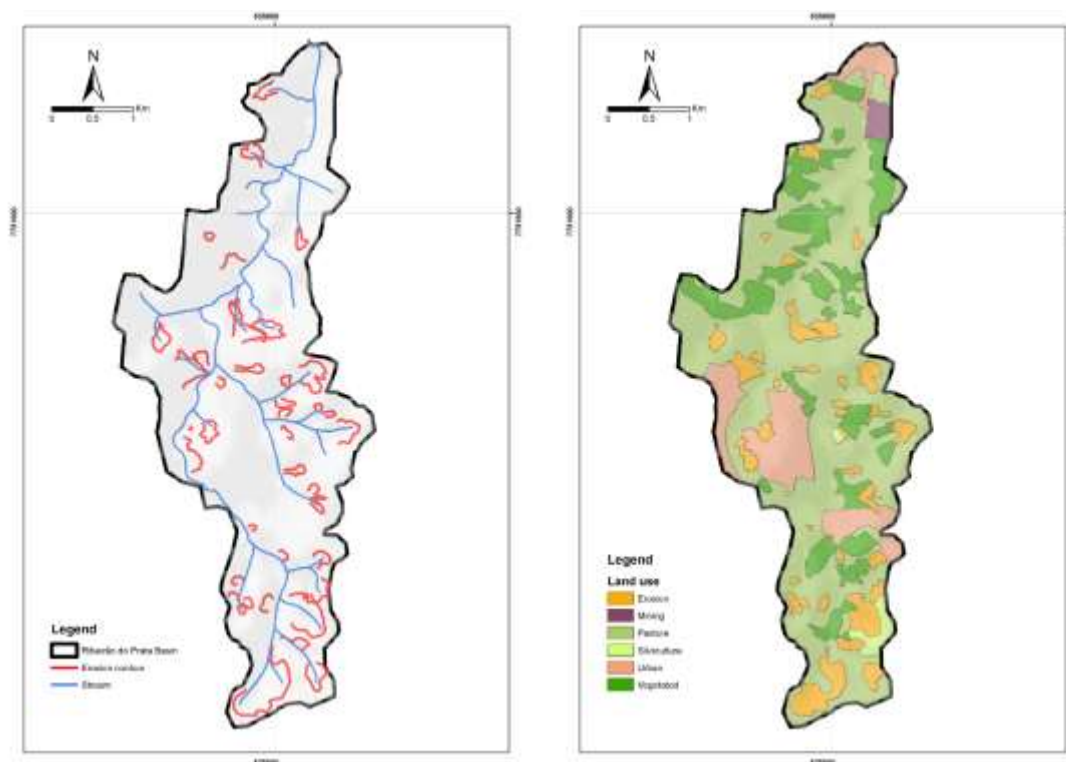 N
0 0.5 1 Km
Legend
Ribeirão do Prata Basin
Erosion contour
Stream
N
0 0.5 1 Km
Legend
Land use
Erosion
Mining
Pasture
Silviculture
Urban
Vegetated